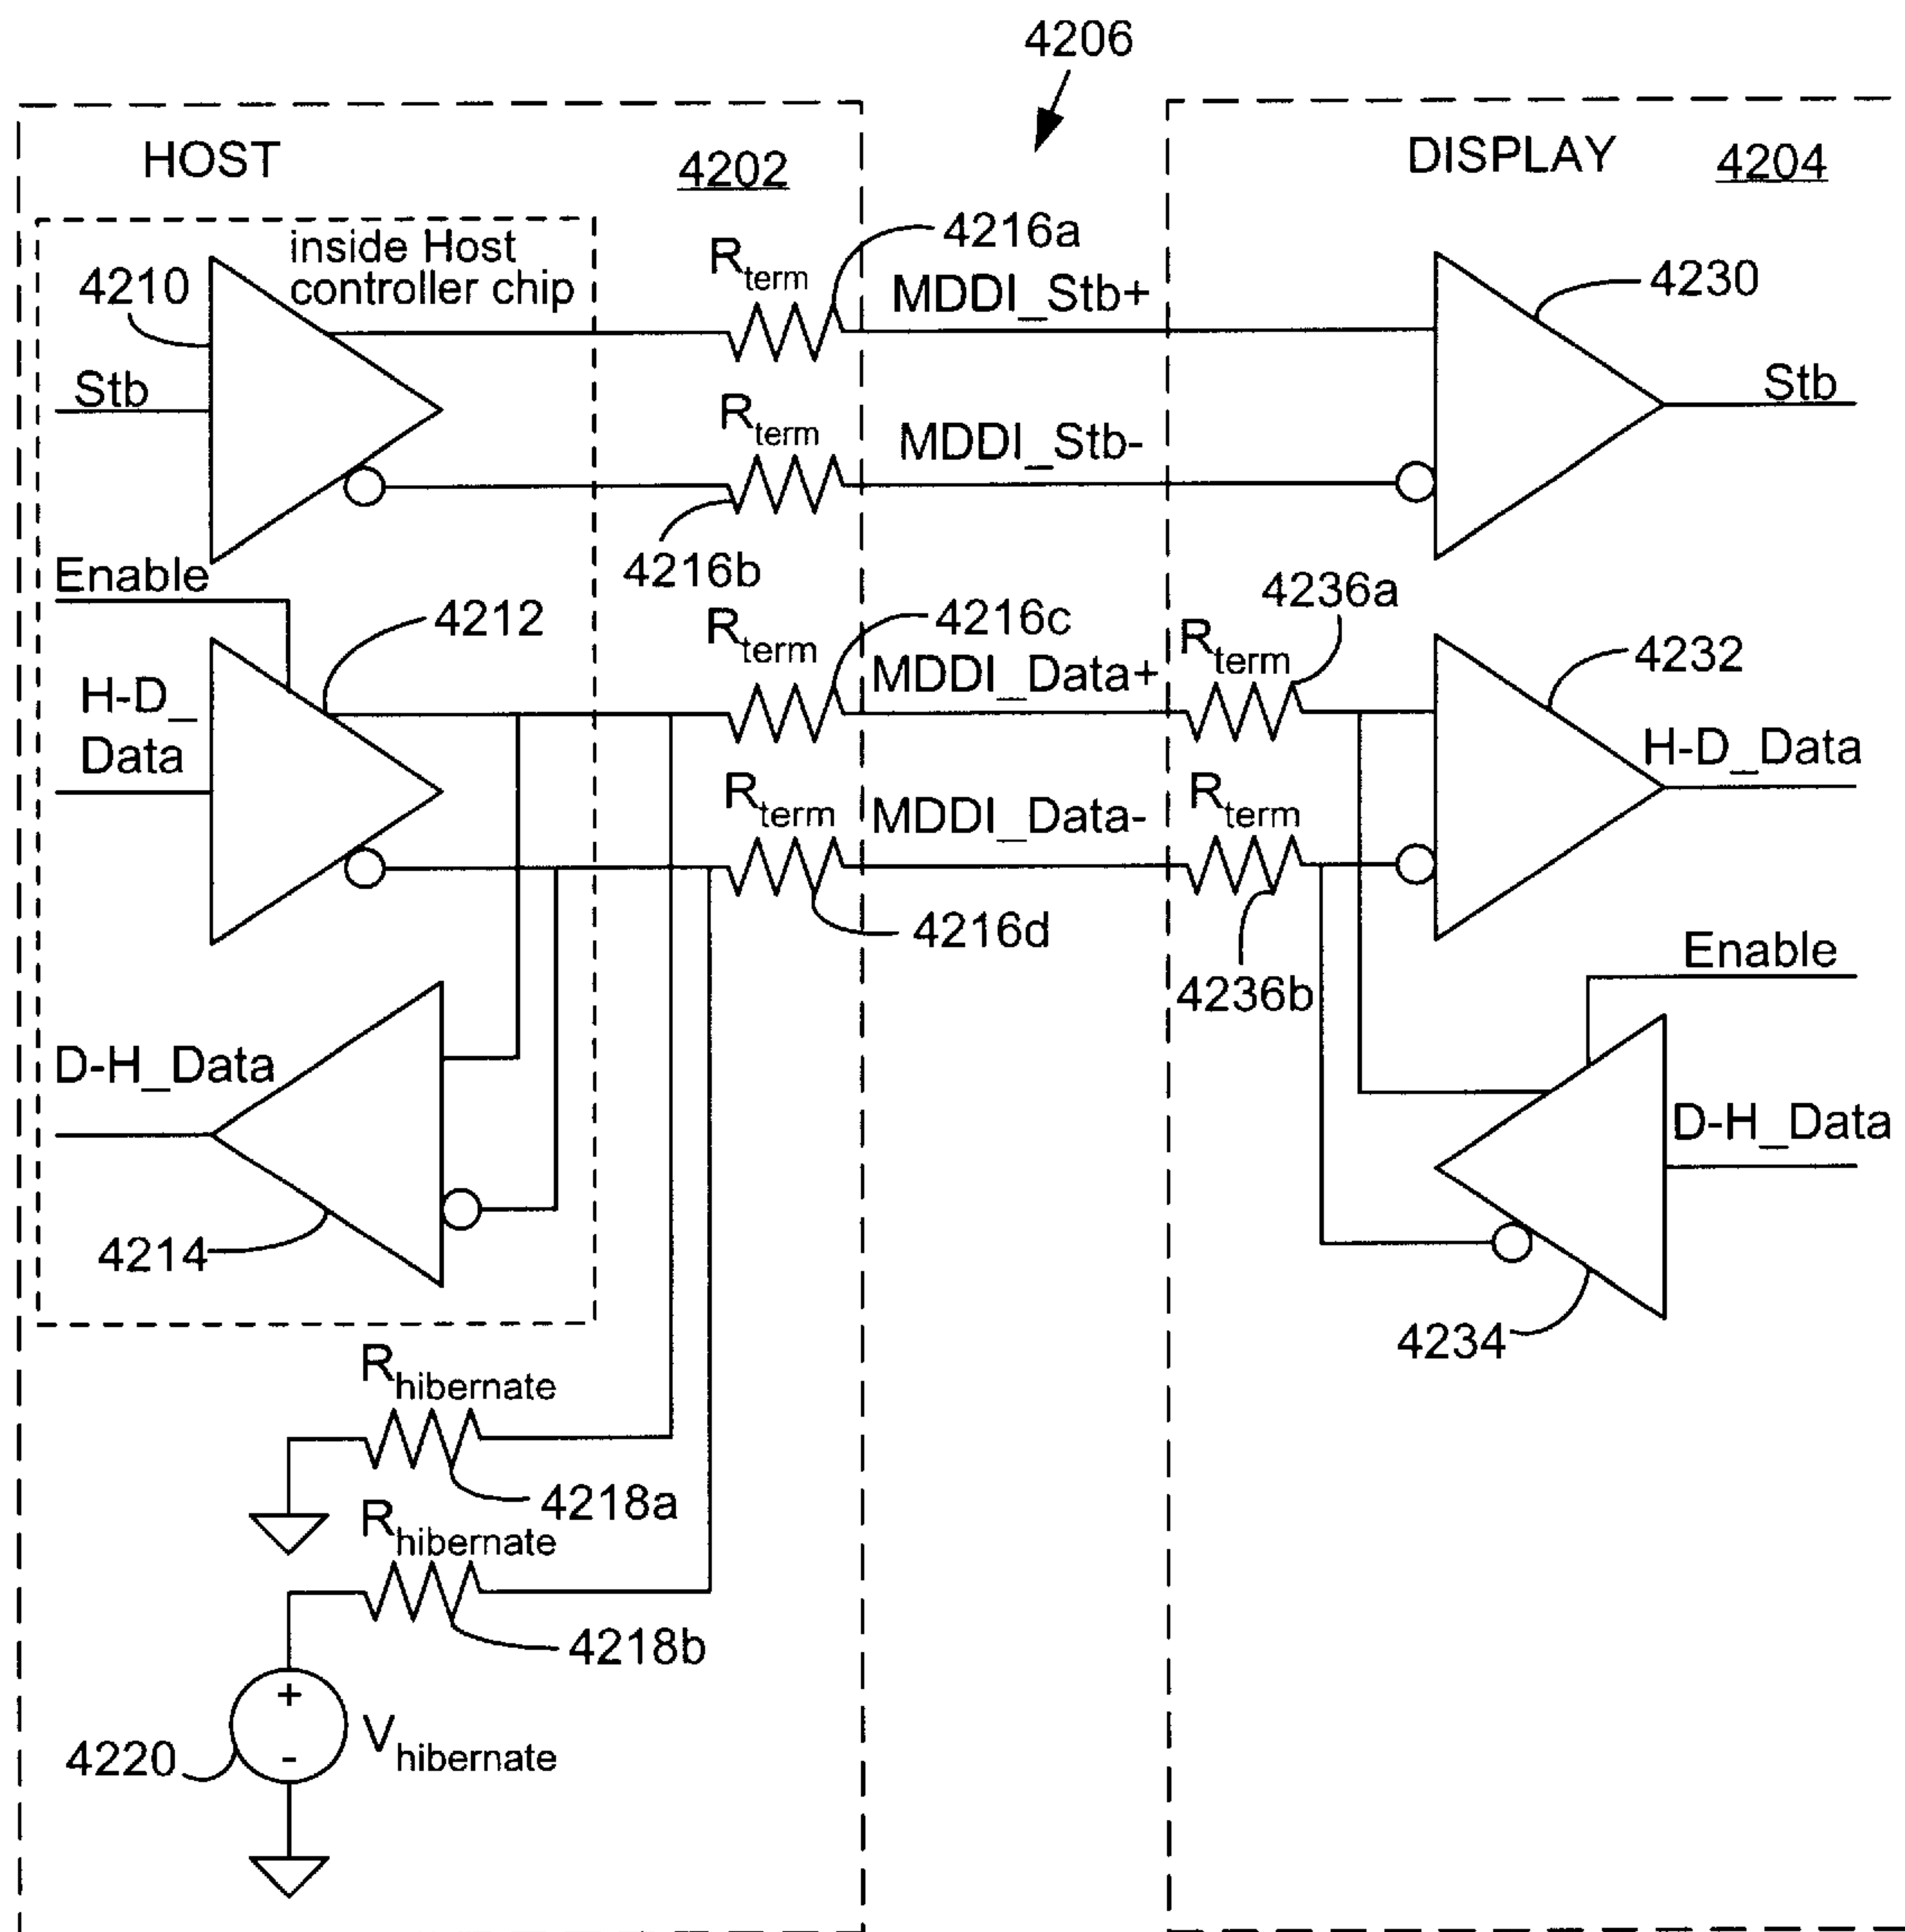 4206
HOST
4202
DISPLAY
4204
inside Host
controller chip
4210
Stb
Rterm
4216a
MDDI_Stb+
4230
Stb
Rterm
MDDI_Stb-
4216b
Enable
4212
H-D_
Data
Rterm
4216c
MDDI_Data+
4236a
Rterm
4232
H-D_Data
Rterm
MDDI_Data-
Rterm
4216d
4236b
Enable
D-H_Data
4214
D-H_Data
4234
Rhibernate
4218a
Rhibernate
4218b
+
-
4220
Vhibernate